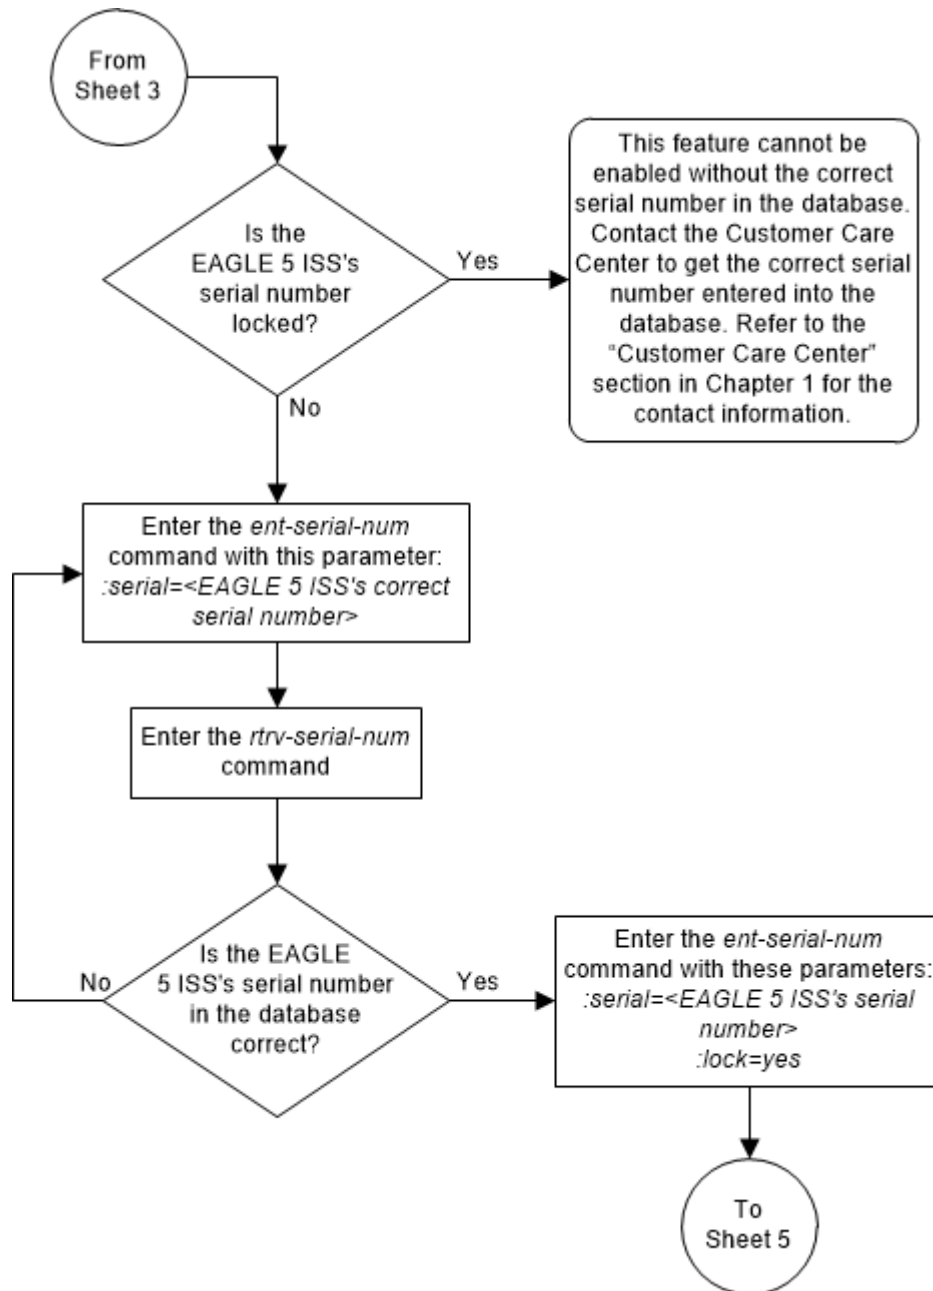 From
Sheet 3
Is the
EAGLE 5 ISS's
serial number
locked?
Yes
This feature cannot be
enabled without the correct
serial number in the database.
Contact the Customer Care
Center to get the correct serial
number entered into the
database. Refer to the
“Customer Care Center”
section in Chapter 1 for the
contact information.
No
Enter the ent-serial-num
command with this parameter:
:serial=<EAGLE 5 ISS's correct
serial number>
Enter the rtrv-serial-num
command
Is the EAGLE
5 ISS's serial number
in the database
correct?
No
Yes
Enter the ent-serial-num
command with these parameters:
:serial=<EAGLE 5 ISS's serial
number>
:lock=yes
To
Sheet 5